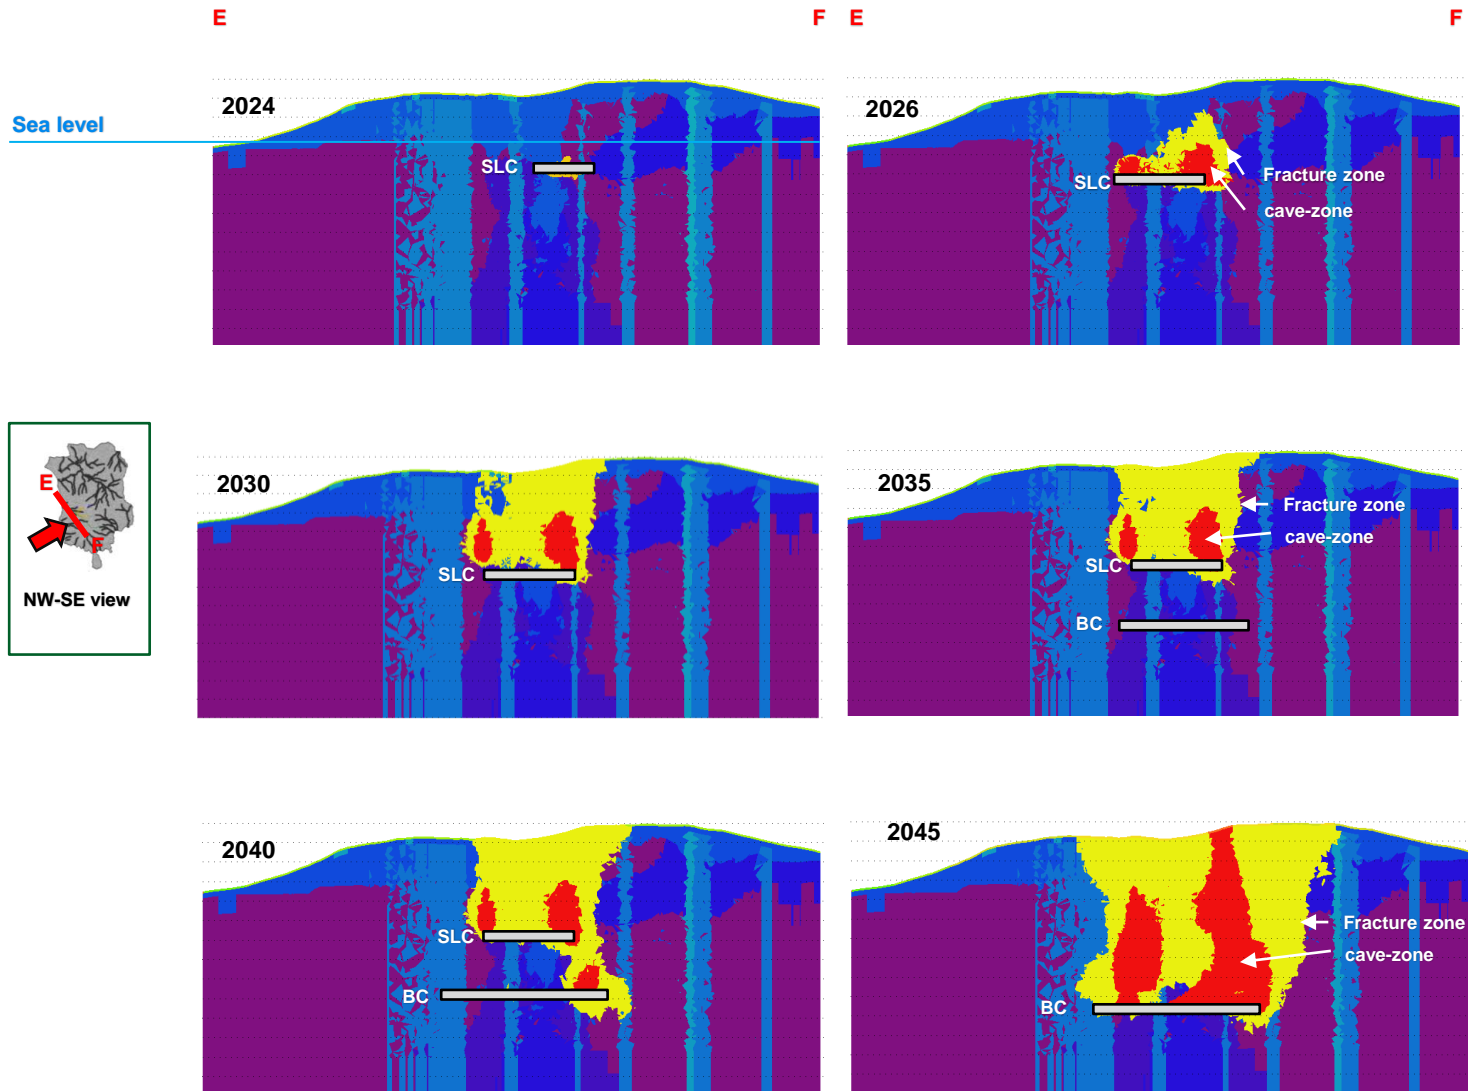 E
F
E
F
2024
2026
Sea level
SLC
SLC
Fracture zone
cave-zone
E
F
NW-SE view
2030
2035
SLC
SLC
Fracture zone
cave-zone
BC
2040
2045
SLC
BC
BC
Fracture zone
cave-zone